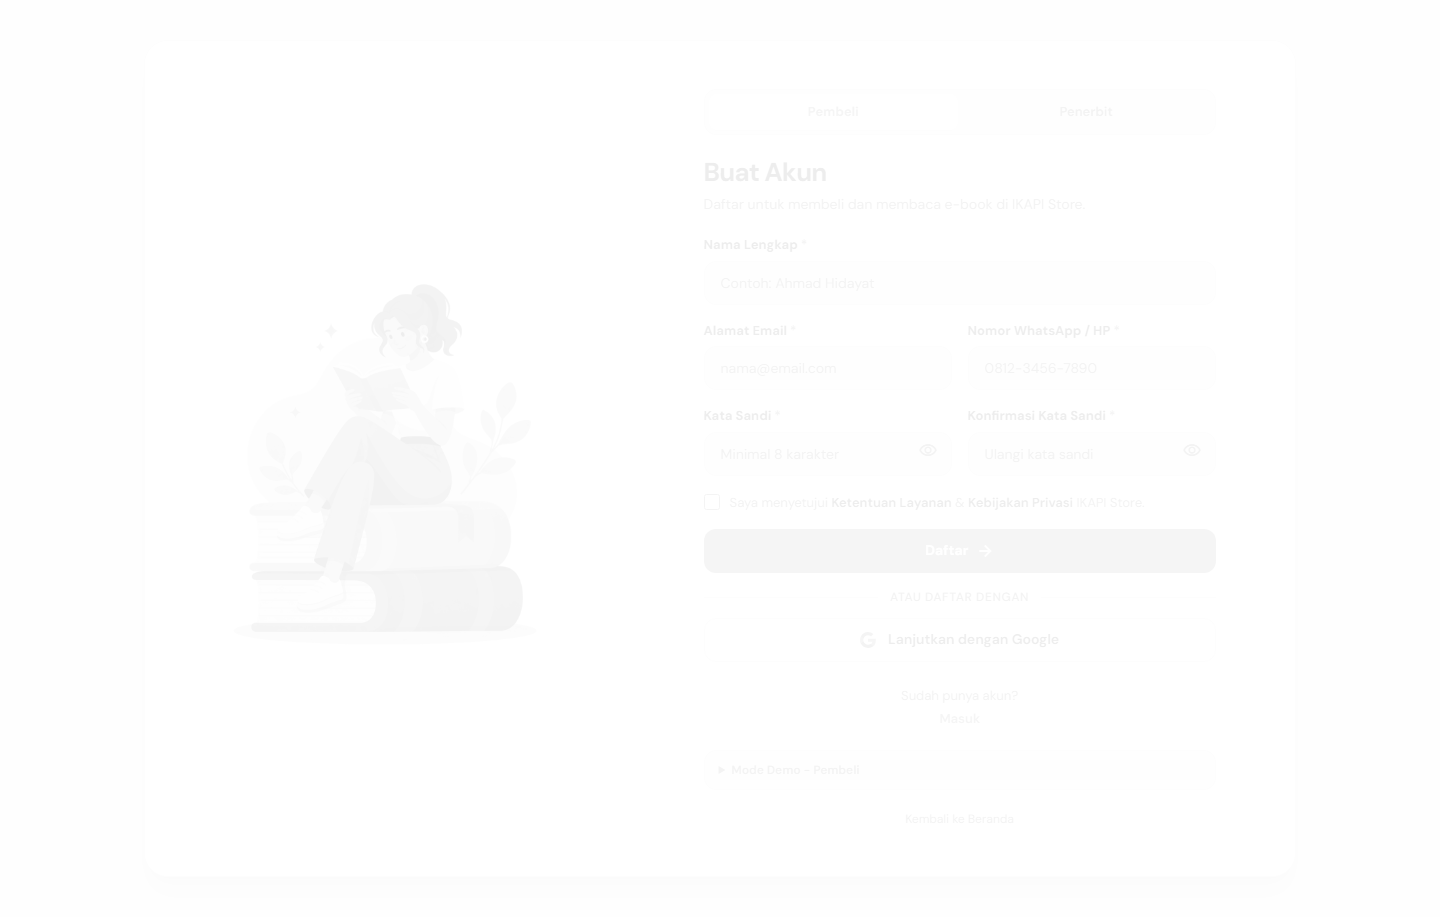 Pembeli
Penerbit
Buat Akun
Daftar untuk membeli dan membaca e-book di IKAPI Store.
Nama Lengkap *
Contoh: Ahmad Hidayat
Alamat Email *
Nomor WhatsApp / HP *
nama@email.com
0812-3456-7890
Kata Sandi *
Konfirmasi Kata Sandi *
Minimal 8 karakter
Ulangi kata sandi
Saya menyetujui Ketentuan Layanan & Kebijakan Privasi IKAPI Store.
Daftar →
ATAU DAFTAR DENGAN
Lanjutkan dengan Google
Sudah punya akun?
Masuk
Mode Demo – Pembeli
Kembali ke Beranda